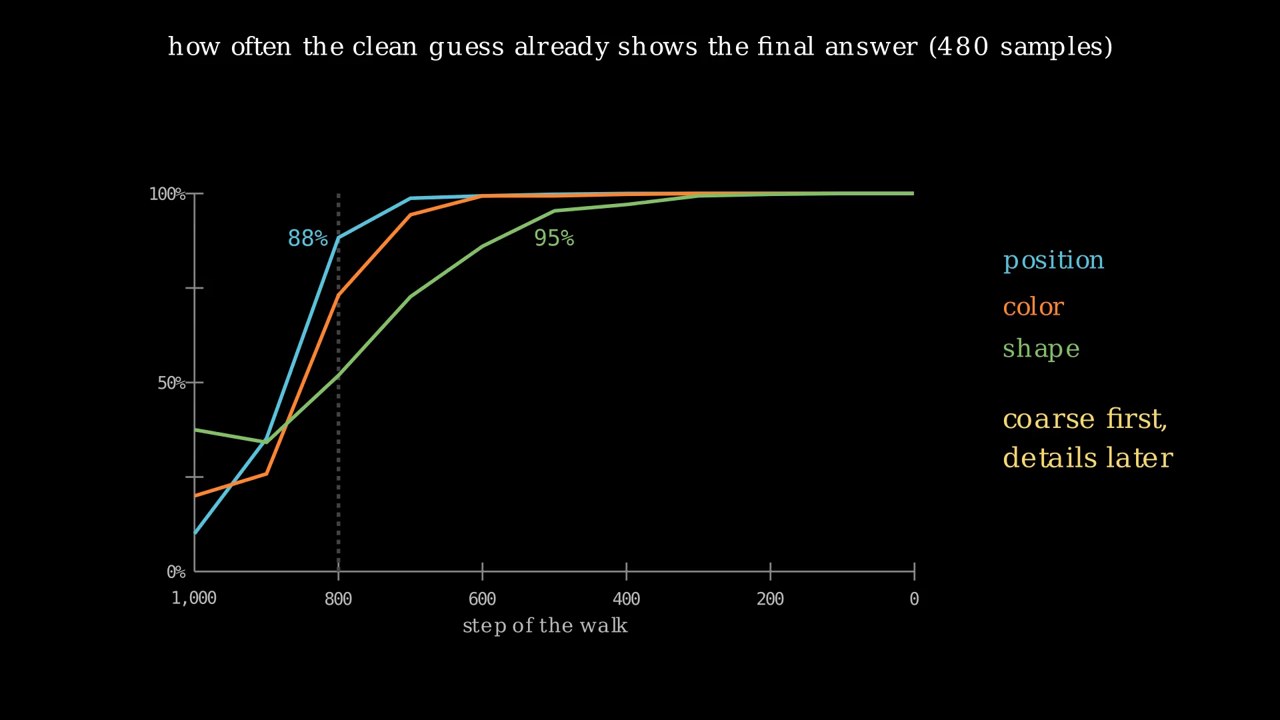 how often the clean guess already shows the final answer (480 samples)
100%
88%
95%
50%
0%
1,000
800
600
400
200
0
step of the walk
position
color
shape
coarse first,
details later